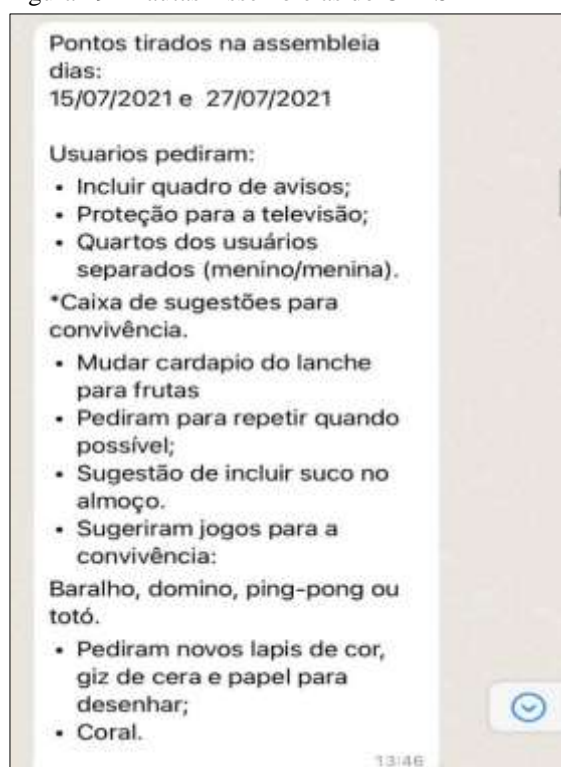 Pontos tirados na assembleia
dias:
15/07/2021 e 27/07/2021
Usuarios pediram:
• Incluir quadro de avisos;
• Proteção para a televisão;
• Quartos dos usuários
separados (menino/menina).
*Caixa de sugestões para
convivência.
• Mudar cardapio do lanche
para frutas
• Pediram para repetir quando
possível;
• Sugestão de incluir suco no
almoço.
• Sugeriram jogos para a
convivência:
Baralho, domino, ping-pong ou
totó.
• Pediram novos lapis de cor,
giz de cera e papel para
desenhar;
• Coral.
13:46